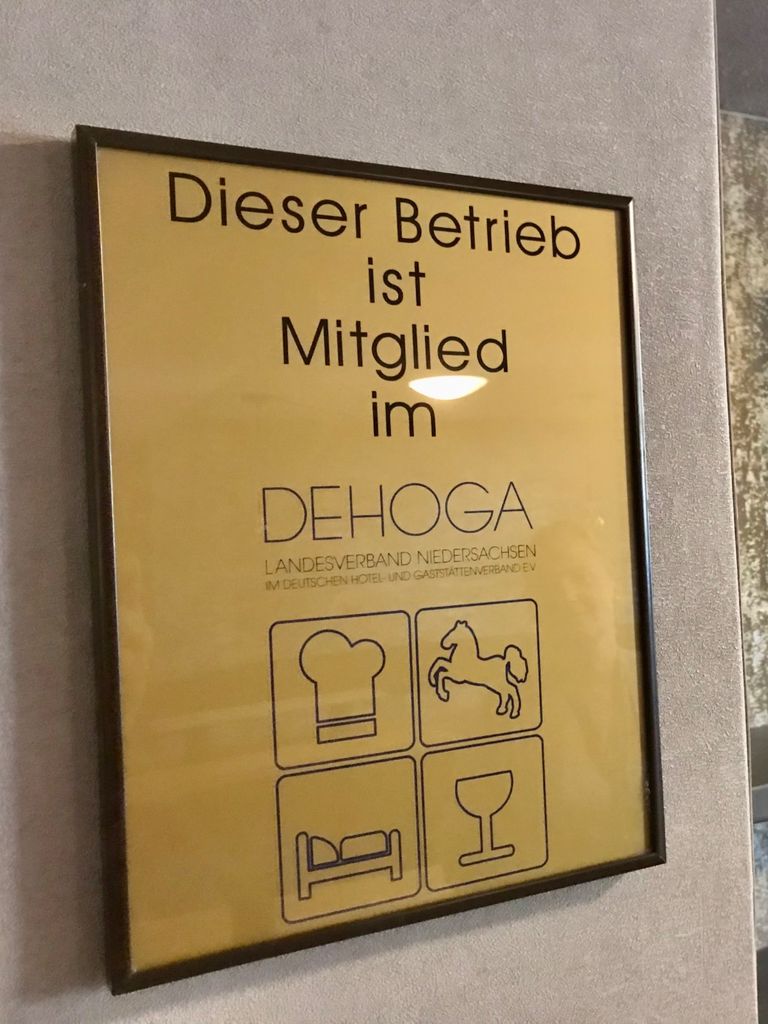 Dieser Betrieb
ist
Mitglied
im
DEHOGA
LANDESVERBAND NIEDERSACHSEN
IM DEUTSCHEN HOTEL- UND GASTSTÄTTENVERBAND E.V